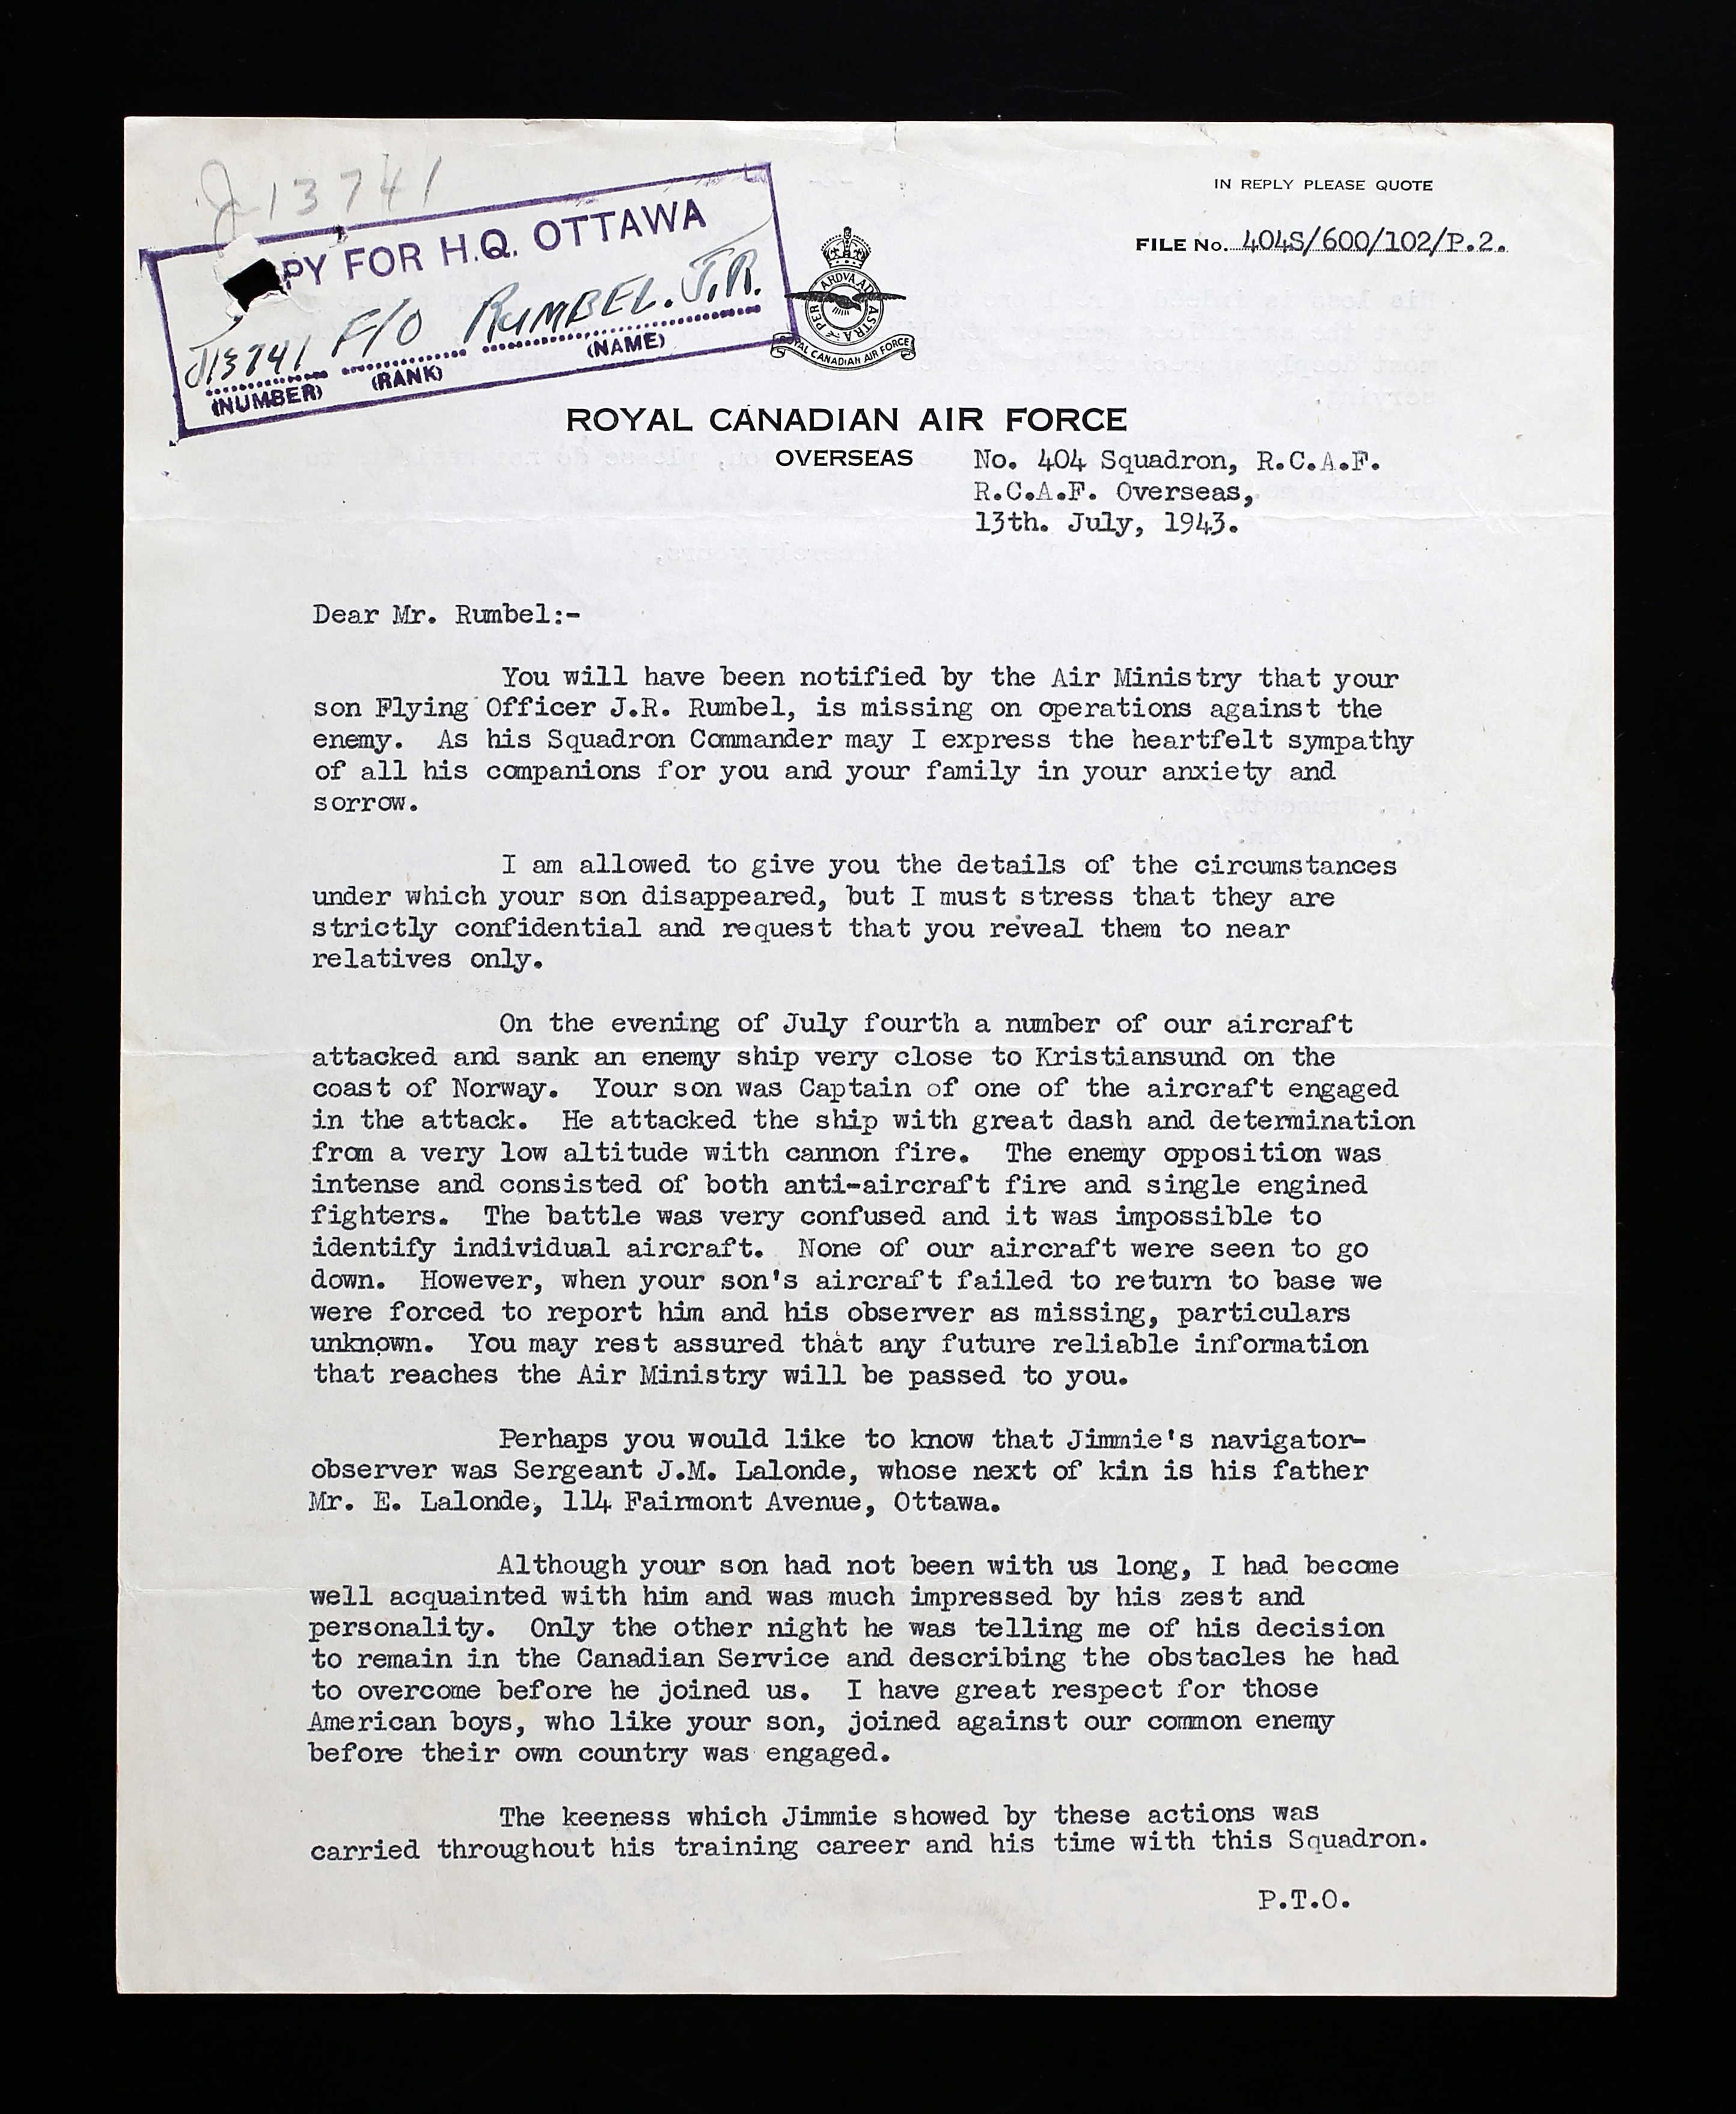 J13741
IN REPLY PLEASE QUOTE
FILE No. 404S/600/102/P.2.
PY FOR H.Q. OTTAWA
J13741 F/O RUMBEL. J.R.
(NUMBER) (RANK) (NAME)
PER ARDVA AD ASTRA
ROYAL CANADIAN AIR FORCE
ROYAL CANADIAN AIR FORCE
OVERSEAS
No. 404 Squadron, R.C.A.F.
R.C.A.F. Overseas,
13th. July, 1943.
Dear Mr. Rumbel:-
You will have been notified by the Air Ministry that your
son Flying Officer J.R. Rumbel, is missing on operations against the
enemy. As his Squadron Commander may I express the heartfelt sympathy
of all his companions for you and your family in your anxiety and
sorrow.
I am allowed to give you the details of the circumstances
under which your son disappeared, but I must stress that they are
strictly confidential and request that you reveal them to near
relatives only.
On the evening of July fourth a number of our aircraft
attacked and sank an enemy ship very close to Kristiansund on the
coast of Norway. Your son was Captain of one of the aircraft engaged
in the attack. He attacked the ship with great dash and determination
from a very low altitude with cannon fire. The enemy opposition was
intense and consisted of both anti-aircraft fire and single engined
fighters. The battle was very confused and it was impossible to
identify individual aircraft. None of our aircraft were seen to go
down. However, when your son's aircraft failed to return to base we
were forced to report him and his observer as missing, particulars
unknown. You may rest assured that any future reliable information
that reaches the Air Ministry will be passed to you.
Perhaps you would like to know that Jimmie's navigator-
observer was Sergeant J.M. Lalonde, whose next of kin is his father
Mr. E. Lalonde, 114 Fairmont Avenue, Ottawa.
Although your son had not been with us long, I had become
well acquainted with him and was much impressed by his zest and
personality. Only the other night he was telling me of his decision
to remain in the Canadian Service and describing the obstacles he had
to overcome before he joined us. I have great respect for those
American boys, who like your son, joined against our common enemy
before their own country was engaged.
The keeness which Jimmie showed by these actions was
carried throughout his training career and his time with this Squadron.
P.T.O.